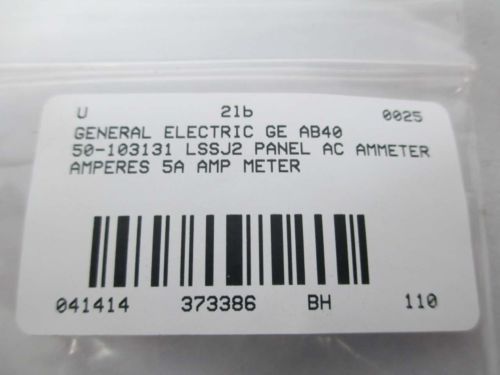 U 21b 0025
GENERAL ELECTRIC GE AB40
50-103131 LSSJ2 PANEL AC AMMETER
AMPERES 5A AMP METER
041414 373386 BH 110